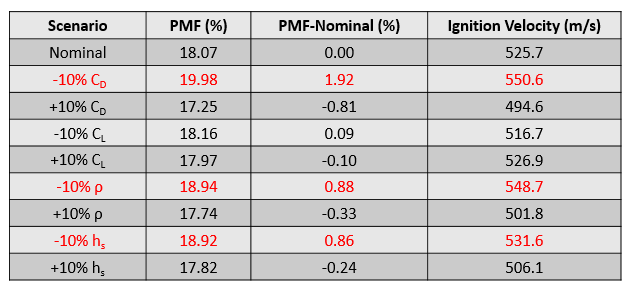 Scenario PMF (%) PMF-Nominal (%) Ignition Velocity (m/s)
Nominal 18.07 0.00 525.7
-10% C_D 19.98 1.92 550.6
+10% C_D 17.25 -0.81 494.6
-10% C_L 18.16 0.09 516.7
+10% C_L 17.97 -0.10 526.9
-10% ρ 18.94 0.88 548.7
+10% ρ 17.74 -0.33 501.8
-10% h_s 18.92 0.86 531.6
+10% h_s 17.82 -0.24 506.1